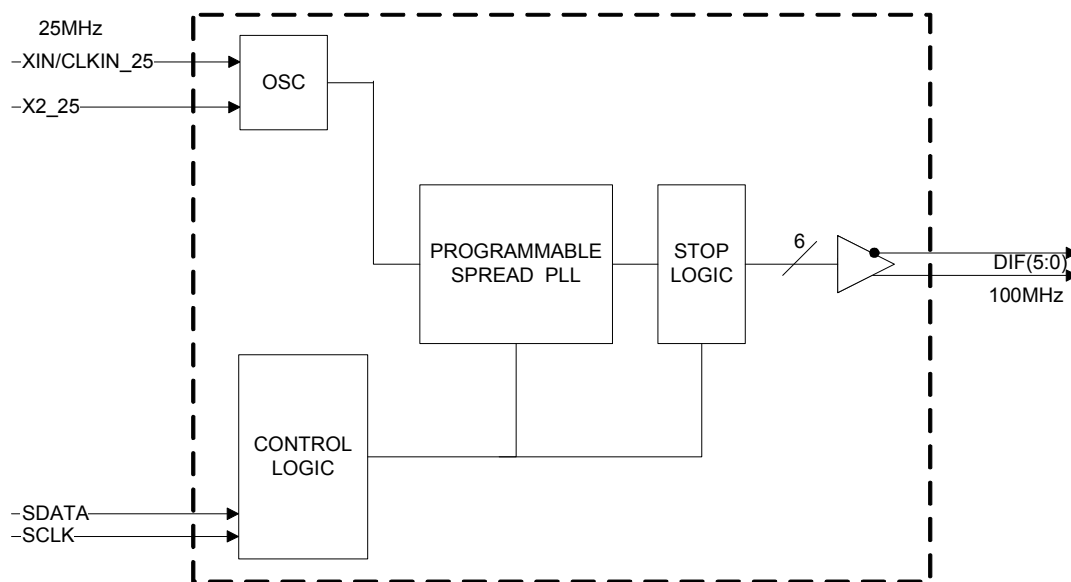 25MHz
XIN/CLKIN_25
OSC
X2_25
PROGRAMMABLE
SPREAD PLL
STOP
LOGIC
6
DIF(5:0)
100MHz
CONTROL
LOGIC
SDATA
SCLK